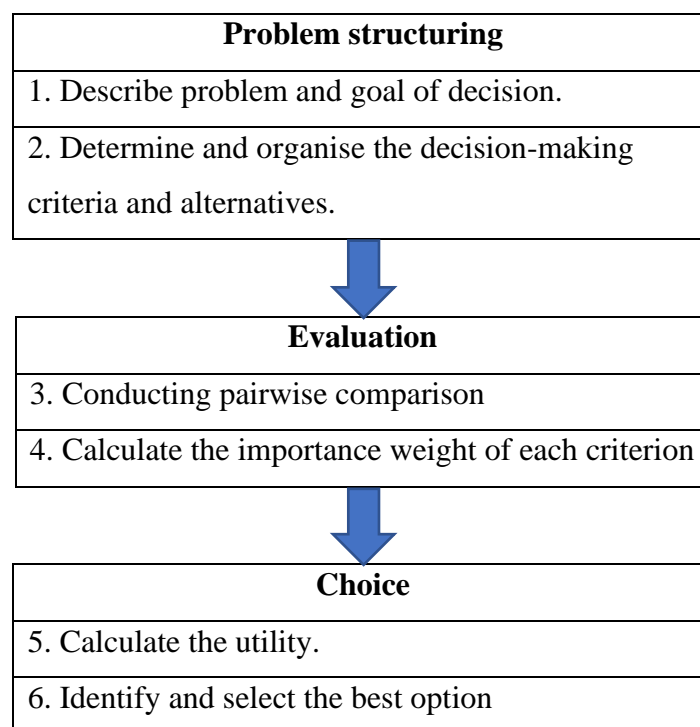 Problem structuring
1. Describe problem and goal of decision.
2. Determine and organise the decision-making
criteria and alternatives.
Evaluation
3. Conducting pairwise comparison
4. Calculate the importance weight of each criterion
Choice
5. Calculate the utility.
6. Identify and select the best option